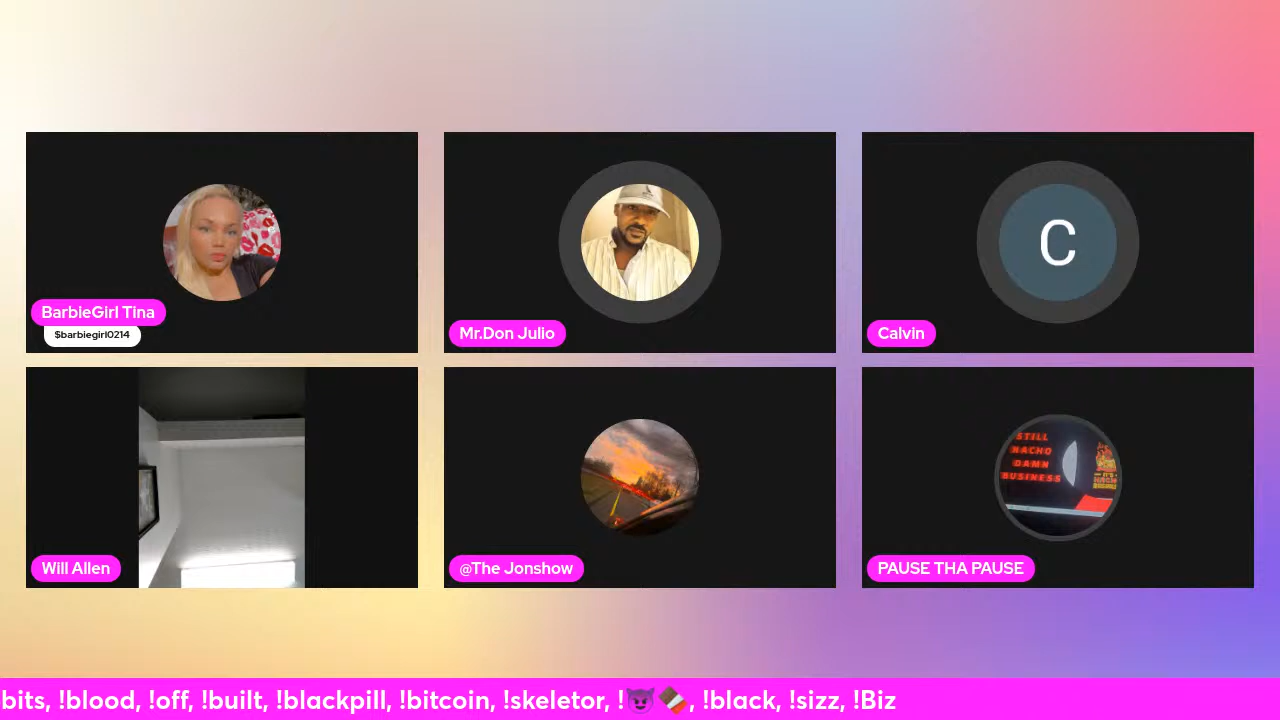 BarbieGirl Tina
$barbiegirl0214
Mr.Don Julio
C
Calvin
Will Allen
@The Jonshow
STILL
NACHO
DAMN
BUSINESS
PAUSE THA PAUSE
bits, !blood, !off, !built, !blackpill, !bitcoin, !skeletor, !😈🍫, !black, !sizz, !Biz